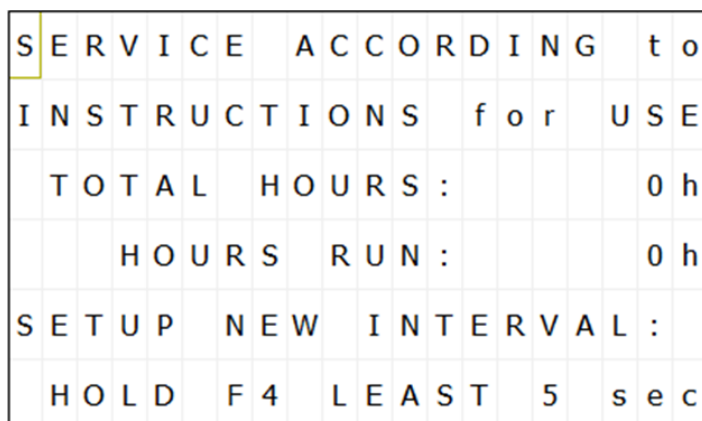 SERVICE ACCORDING to
INSTRUCTIONS for USE
TOTAL HOURS: 0h
HOURS RUN: 0h
SETUP NEW INTERVAL:
HOLD F4 LEAST 5 sec